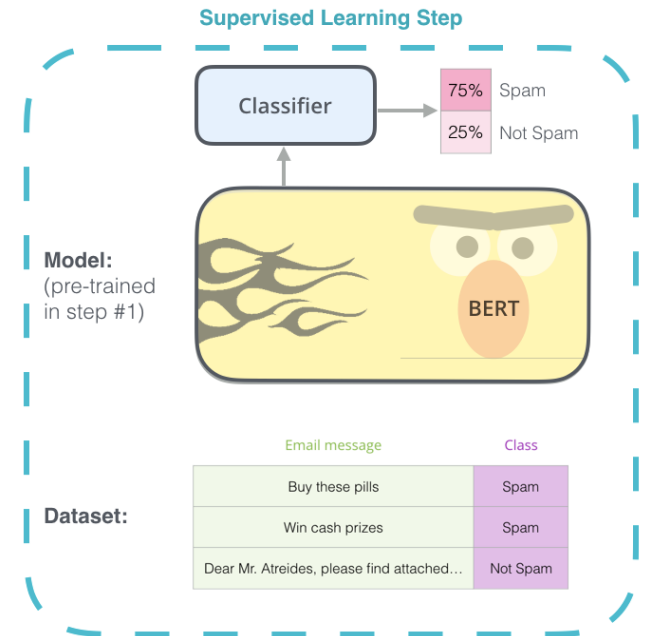 Supervised Learning Step
Classifier
75% Spam
25% Not Spam
Model:
(pre-trained
in step #1)
BERT
Email message Class
Dataset:
Buy these pills Spam
Win cash prizes Spam
Dear Mr. Atreides, please find attached… Not Spam